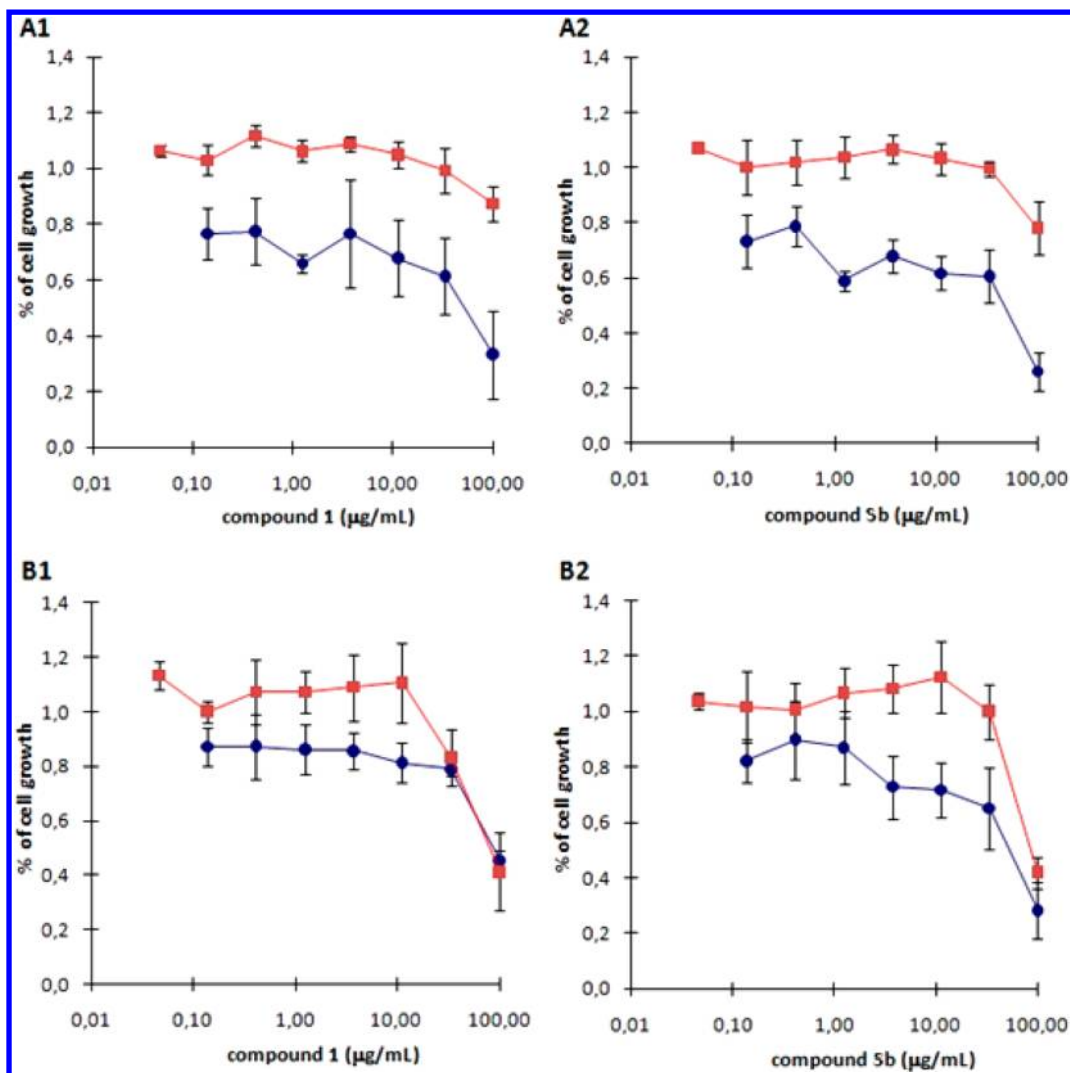 A1
1,4
1,2
1,0
0,8
0,6
0,4
0,2
0,0
% of cell growth
0,01 0,10 1,00 10,00 100,00
compound 1 (µg/mL)
A2
1,4
1,2
1,0
0,8
0,6
0,4
0,2
0,0
% of cell growth
0,01 0,10 1,00 10,00 100,00
compound 5b (µg/mL)
B1
1,4
1,2
1,0
0,8
0,6
0,4
0,2
0,0
% of cell growth
0,01 0,10 1,00 10,00 100,00
compound 1 (µg/mL)
B2
1,4
1,2
1,0
0,8
0,6
0,4
0,2
0,0
% of cell growth
0,01 0,10 1,00 10,00 100,00
compound 5b (µg/mL)